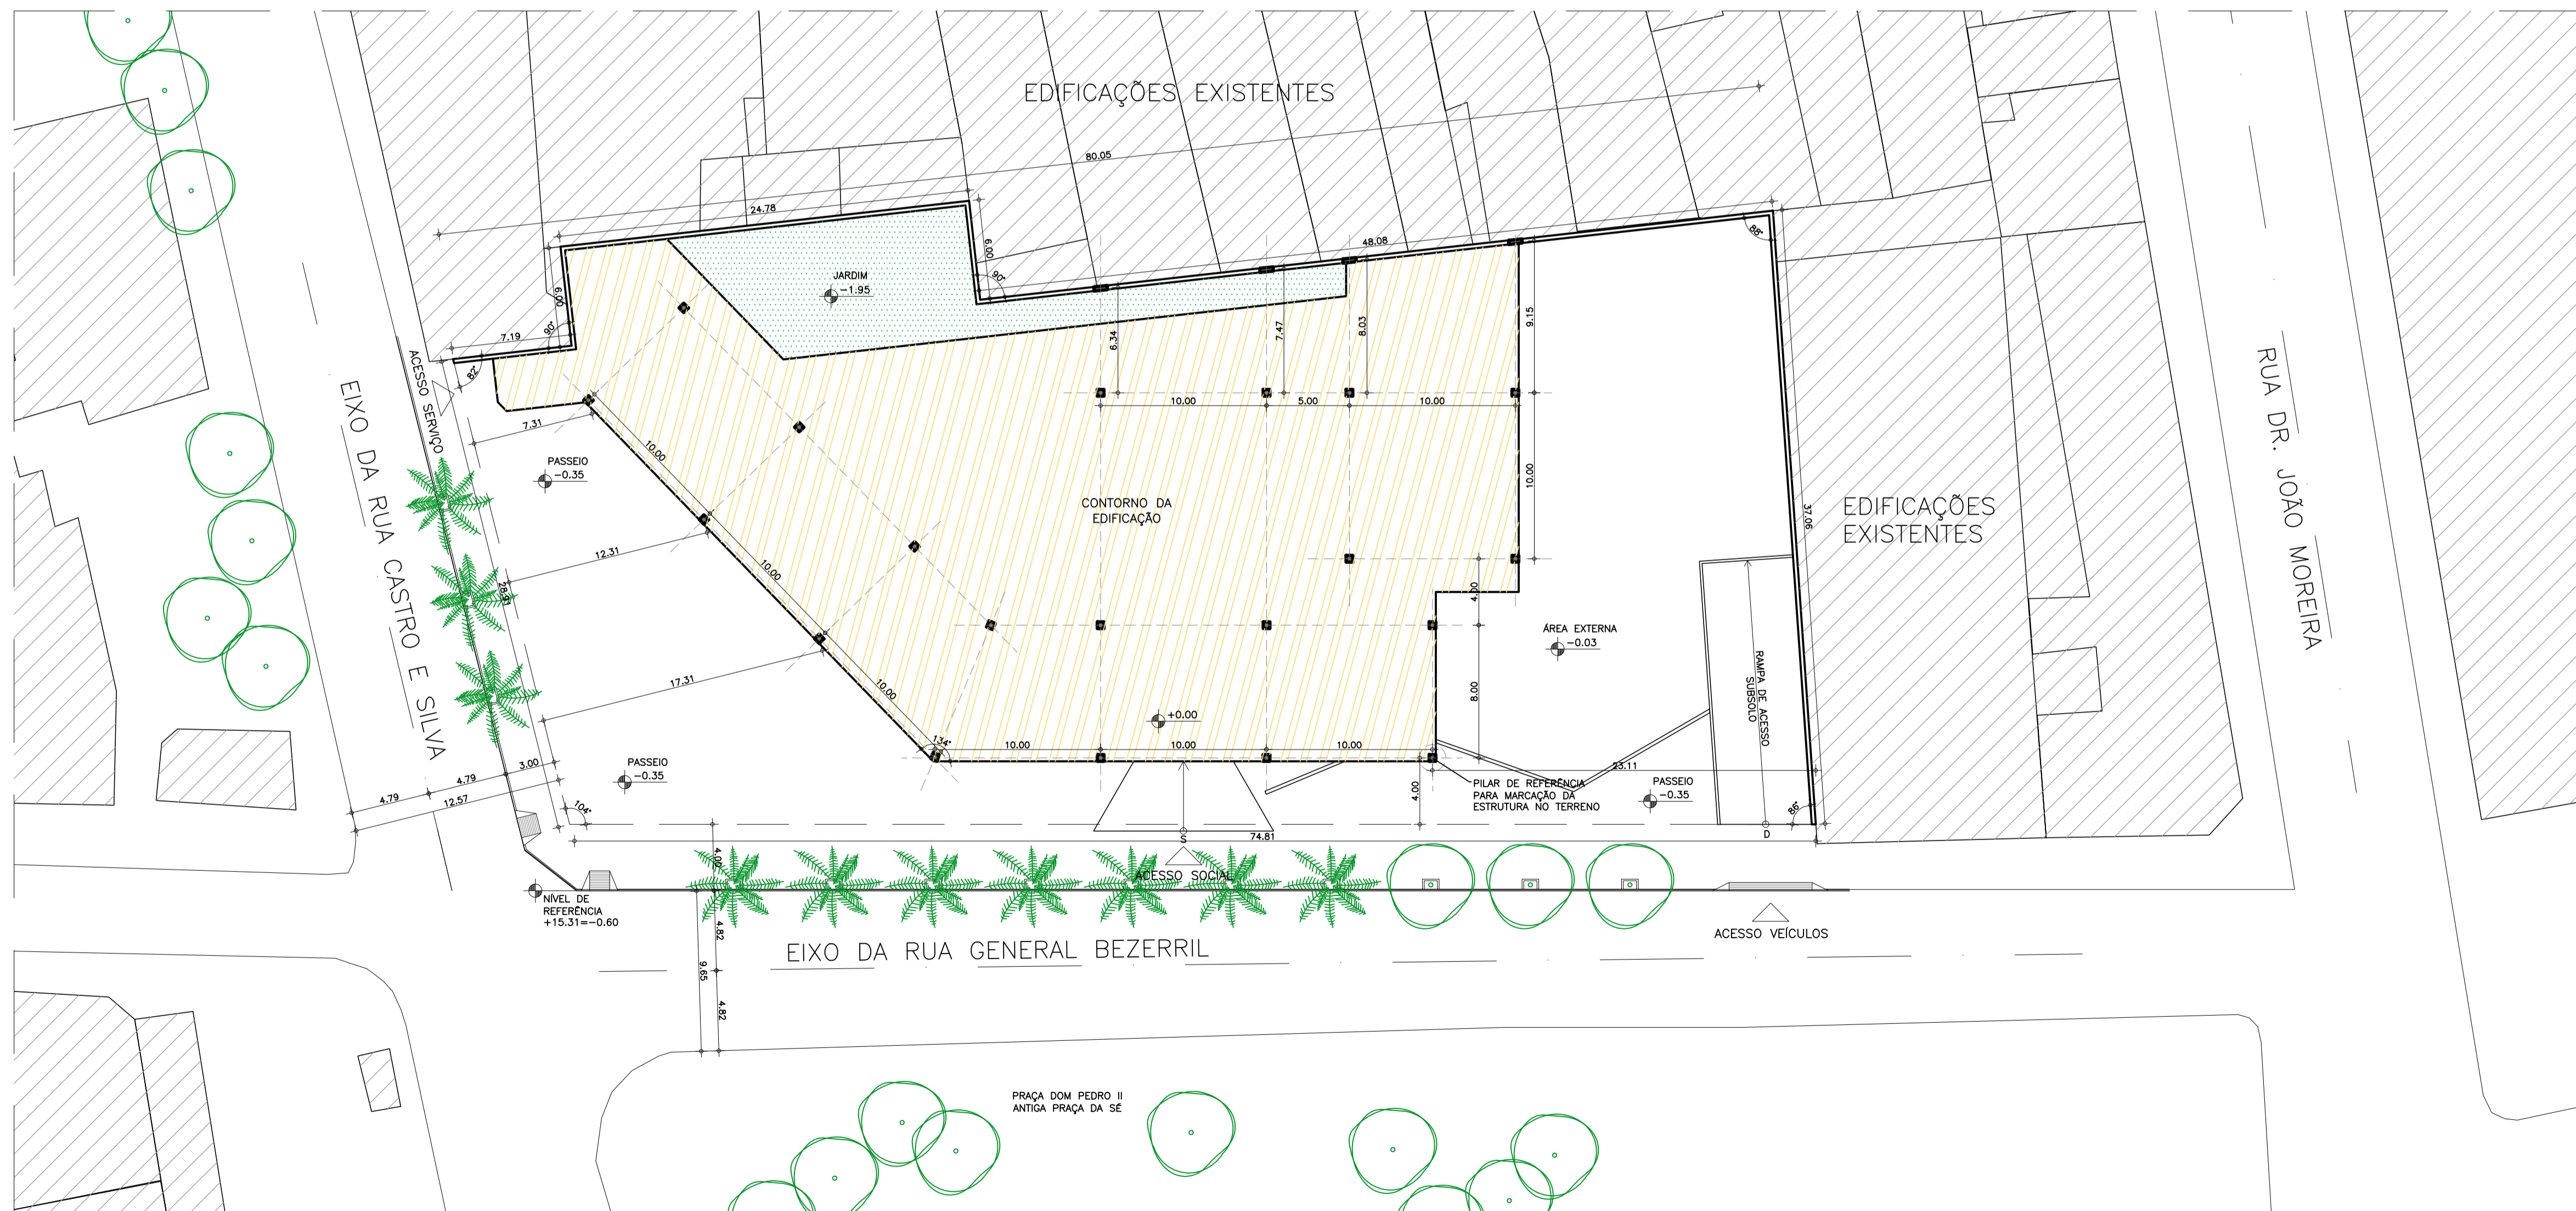 EDIFICAÇÕES EXISTENTES
80.05
24.78
6.00
90°
48.08
88°
JARDIM
-1.95
6.00
90°
7.19
82°
ACESSO SERVIÇO
6.34
7.47
8.03
9.15
10.00
5.00
10.00
7.31
10.00
PASSEIO
-0.35
10.00
CONTORNO DA
EDIFICAÇÃO
EDIFICAÇÕES
EXISTENTES
37.06
RUA DR. JOÃO MOREIRA
EIXO DA RUA CASTRO E SILVA
12.31
10.00
28.91
4.00
ÁREA EXTERNA
-0.03
RAMPA DE ACESSO
SUBSOLO
17.31
10.00
8.00
+0.00
134°
10.00
10.00
10.00
23.11
PASSEIO
-0.35
3.00
4.79
4.79
12.57
104°
4.00
PILAR DE REFERÊNCIA
PARA MARCAÇÃO DA
ESTRUTURA NO TERRENO
PASSEIO
-0.35
86°
S
74.81
D
4.00
ACESSO SOCIAL
NÍVEL DE
REFERÊNCIA
+15.31=-0.60
4.82
9.65
4.82
EIXO DA RUA GENERAL BEZERRIL
ACESSO VEÍCULOS
PRAÇA DOM PEDRO II
ANTIGA PRAÇA DA SÉ